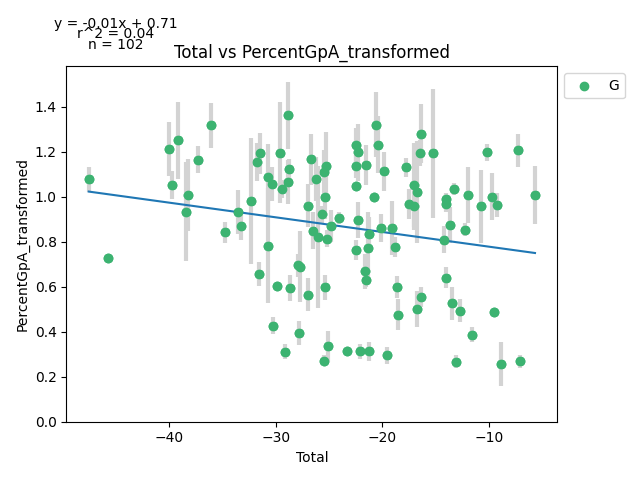 y = -0.01x + 0.71
r^2 = 0.04
n = 102
Total vs PercentGpA_transformed
G
PercentGpA_transformed
1.4
1.2
1.0
0.8
0.6
0.4
0.2
0.0
−40 −30 −20 −10
Total